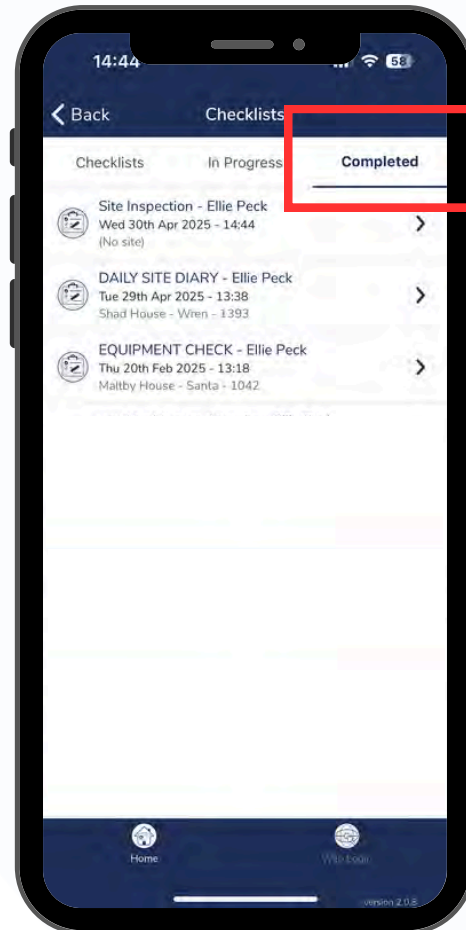 14:44
58
Back
Checklists
Checklists In Progress Completed
Site Inspection - Ellie Peck
Wed 30th Apr 2025 - 14:44
(No site)
DAILY SITE DIARY - Ellie Peck
Tue 29th Apr 2025 - 13:38
Shad House - Wren - 1393
EQUIPMENT CHECK - Ellie Peck
Thu 20th Feb 2025 - 13:18
Maltby House - Santa - 1042
Home
version 2.0.8